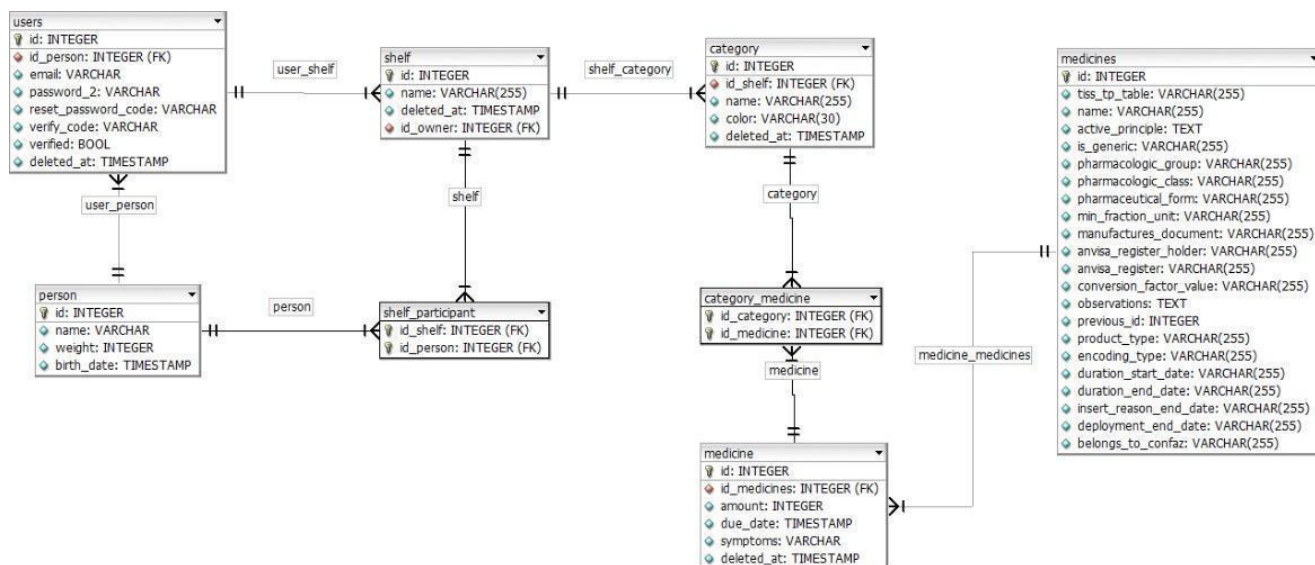 users
id: INTEGER
id_person: INTEGER (FK)
email: VARCHAR
password_2: VARCHAR
reset_password_code: VARCHAR
verify_code: VARCHAR
verified: BOOL
deleted_at: TIMESTAMP
user_shelf
shelf
id: INTEGER
name: VARCHAR(255)
deleted_at: TIMESTAMP
id_owner: INTEGER (FK)
shelf_category
category
id: INTEGER
id_shelf: INTEGER (FK)
name: VARCHAR(255)
color: VARCHAR(30)
deleted_at: TIMESTAMP
medicines
id: INTEGER
tiss_tp_table: VARCHAR(255)
name: VARCHAR(255)
active_principle: TEXT
is_generic: VARCHAR(255)
pharmacologic_group: VARCHAR(255)
pharmacologic_class: VARCHAR(255)
pharmaceutical_form: VARCHAR(255)
min_fraction_unit: VARCHAR(255)
manufactures_document: VARCHAR(255)
anvisa_register_holder: VARCHAR(255)
anvisa_register: VARCHAR(255)
conversion_factor_value: VARCHAR(255)
observations: TEXT
previous_id: INTEGER
product_type: VARCHAR(255)
encoding_type: VARCHAR(255)
duration_start_date: VARCHAR(255)
duration_end_date: VARCHAR(255)
insert_reason_end_date: VARCHAR(255)
deployment_end_date: VARCHAR(255)
belongs_to_confaz: VARCHAR(255)
user_person
shelf
category
person
id: INTEGER
name: VARCHAR
weight: INTEGER
birth_date: TIMESTAMP
person
shelf_participant
id_shelf: INTEGER (FK)
id_person: INTEGER (FK)
category_medicine
id_category: INTEGER (FK)
id_medicine: INTEGER (FK)
medicine
medicine_medicines
medicine
id: INTEGER
id_medicines: INTEGER (FK)
amount: INTEGER
due_date: TIMESTAMP
symptoms: VARCHAR
deleted_at: TIMESTAMP